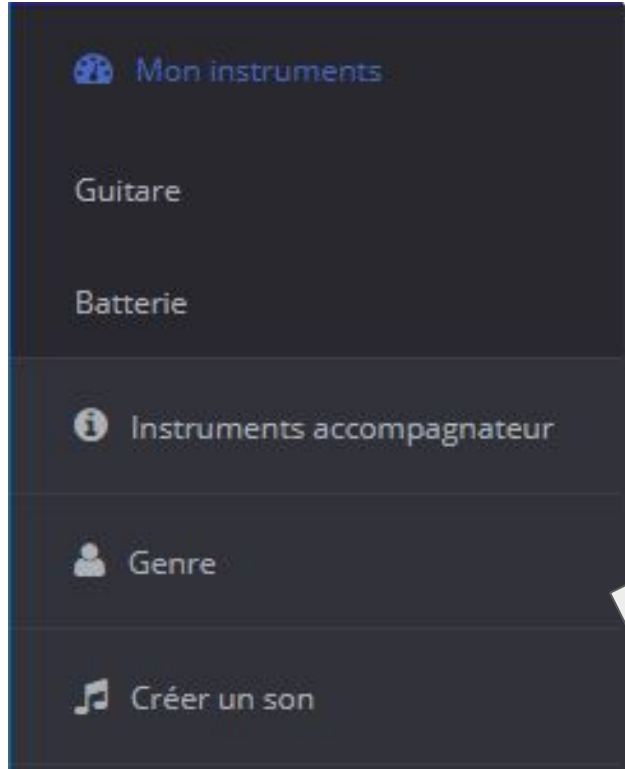 Mon instruments
Guitare
Batterie
Instruments accompagnateur
Genre
Créer un son